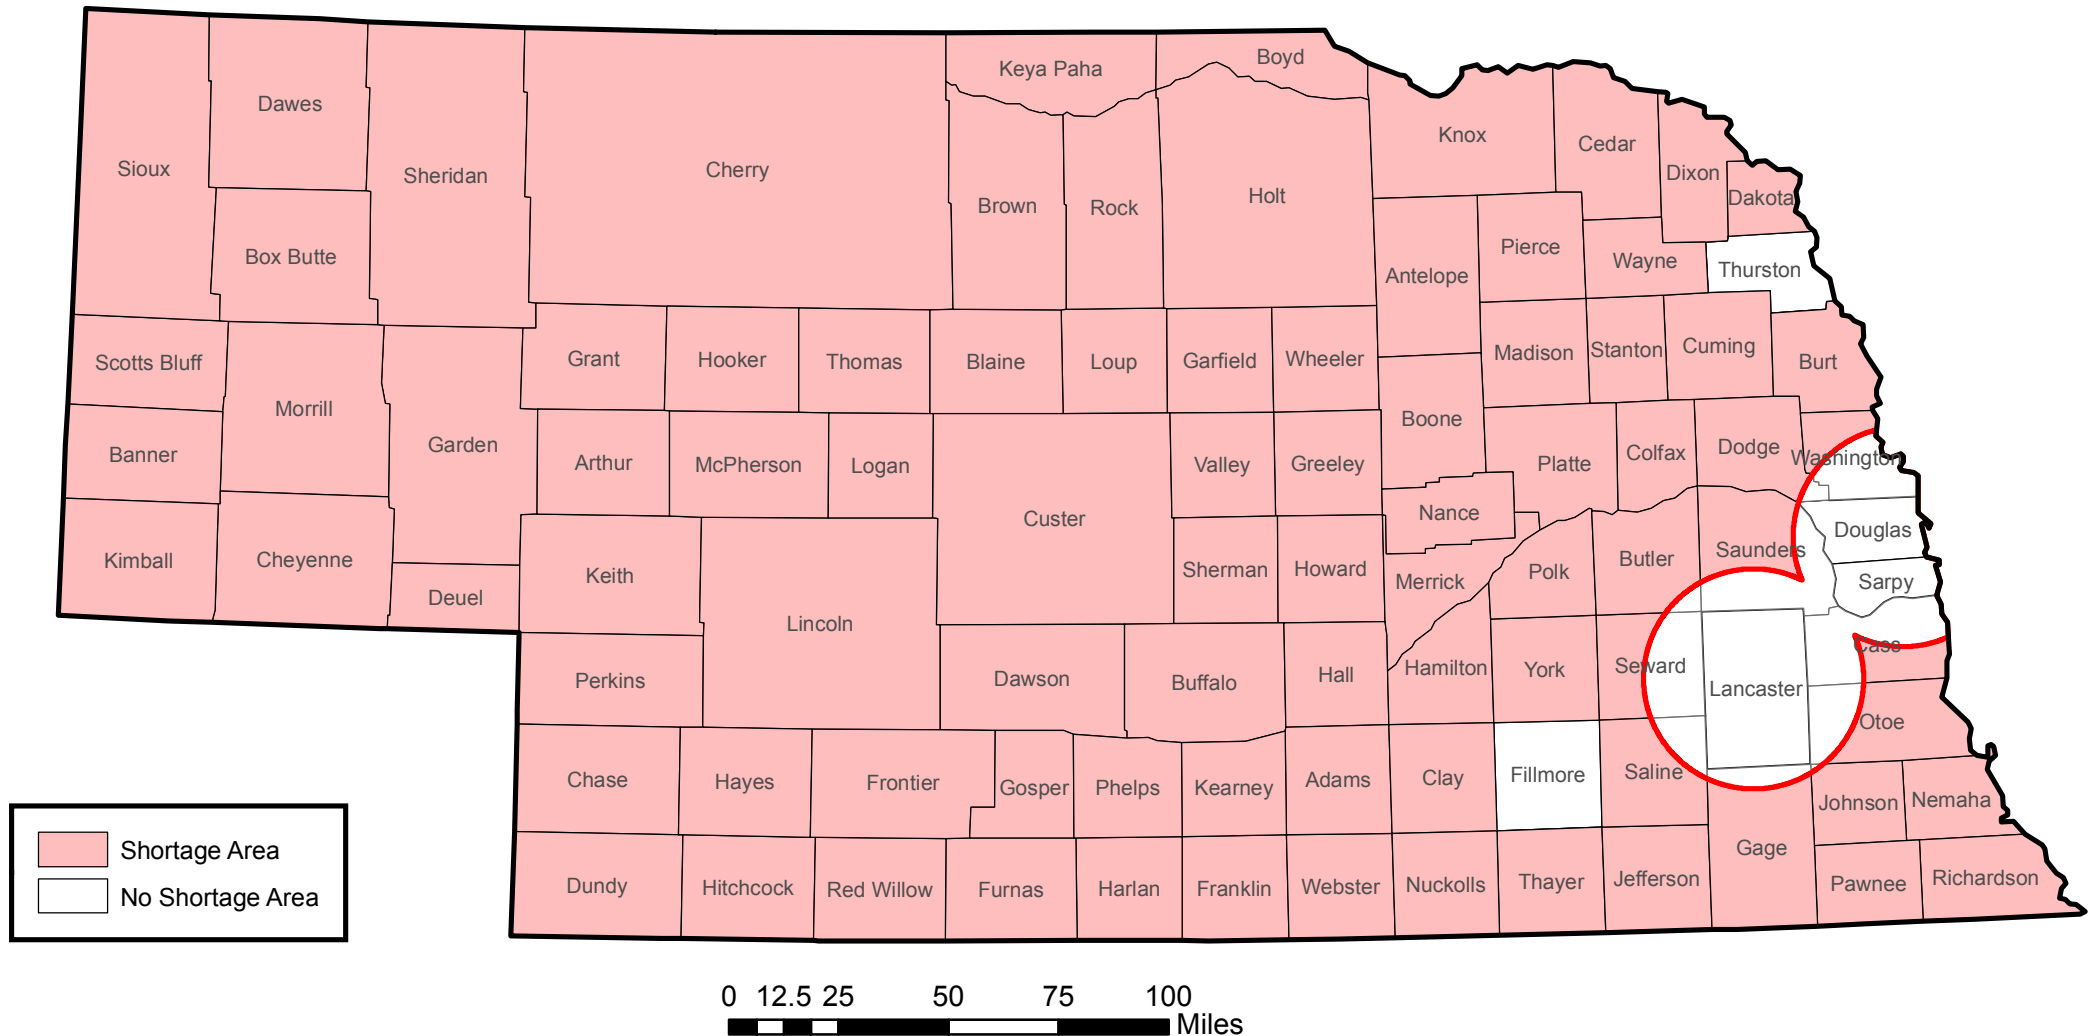 Boyd
Keya Paha
Dawes
Knox
Cedar
Sioux
Cherry
Sheridan
Dixon
Holt
Dakota
Brown
Rock
Pierce
Box Butte
Wayne
Thurston
Antelope
Scotts Bluff
Grant
Hooker
Thomas
Blaine
Loup
Garfield
Wheeler
Madison
Stanton
Cuming
Burt
Morrill
Boone
Garden
Banner
Arthur
McPherson
Logan
Valley
Greeley
Platte
Colfax
Dodge
Washington
Custer
Nance
Douglas
Kimball
Cheyenne
Keith
Sherman
Howard
Merrick
Polk
Butler
Saunders
Sarpy
Deuel
Lincoln
Cass
Perkins
Dawson
Buffalo
Hall
Hamilton
York
Seward
Lancaster
Otoe
Chase
Hayes
Frontier
Gosper
Phelps
Kearney
Adams
Clay
Fillmore
Saline
Johnson
Nemaha
Shortage Area
No Shortage Area
Dundy
Hitchcock
Red Willow
Furnas
Harlan
Franklin
Webster
Nuckolls
Thayer
Jefferson
Gage
Pawnee
Richardson
0 12.5 25 50 75 100
Miles